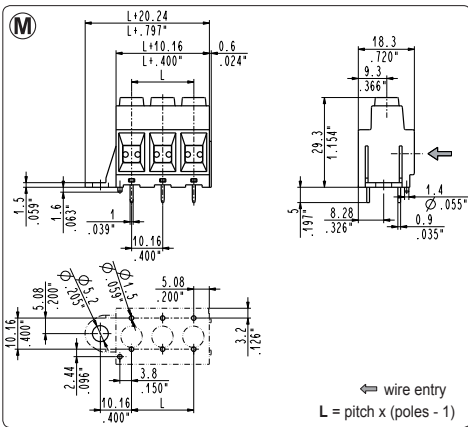 M
L+20.24
L+.797"
L+10.16
L+.400"
0.6
.024"
L
18.3
.720"
9.3
.366"
29.3
1.154"
1.5
.059"
1.6
.063"
1
.039"
10.16
.400"
5
.197"
8.28
.326"
1.4
Ø .055"
0.9
.035"
Ø 5.2
Ø .205"
Ø 1.5
.059"
5.08
.200"
5.08
.200"
10.16
.400"
3.2
.126"
2.44
.096"
3.8
.150"
10.16
.400"
L
wire entry
L = pitch x (poles - 1)